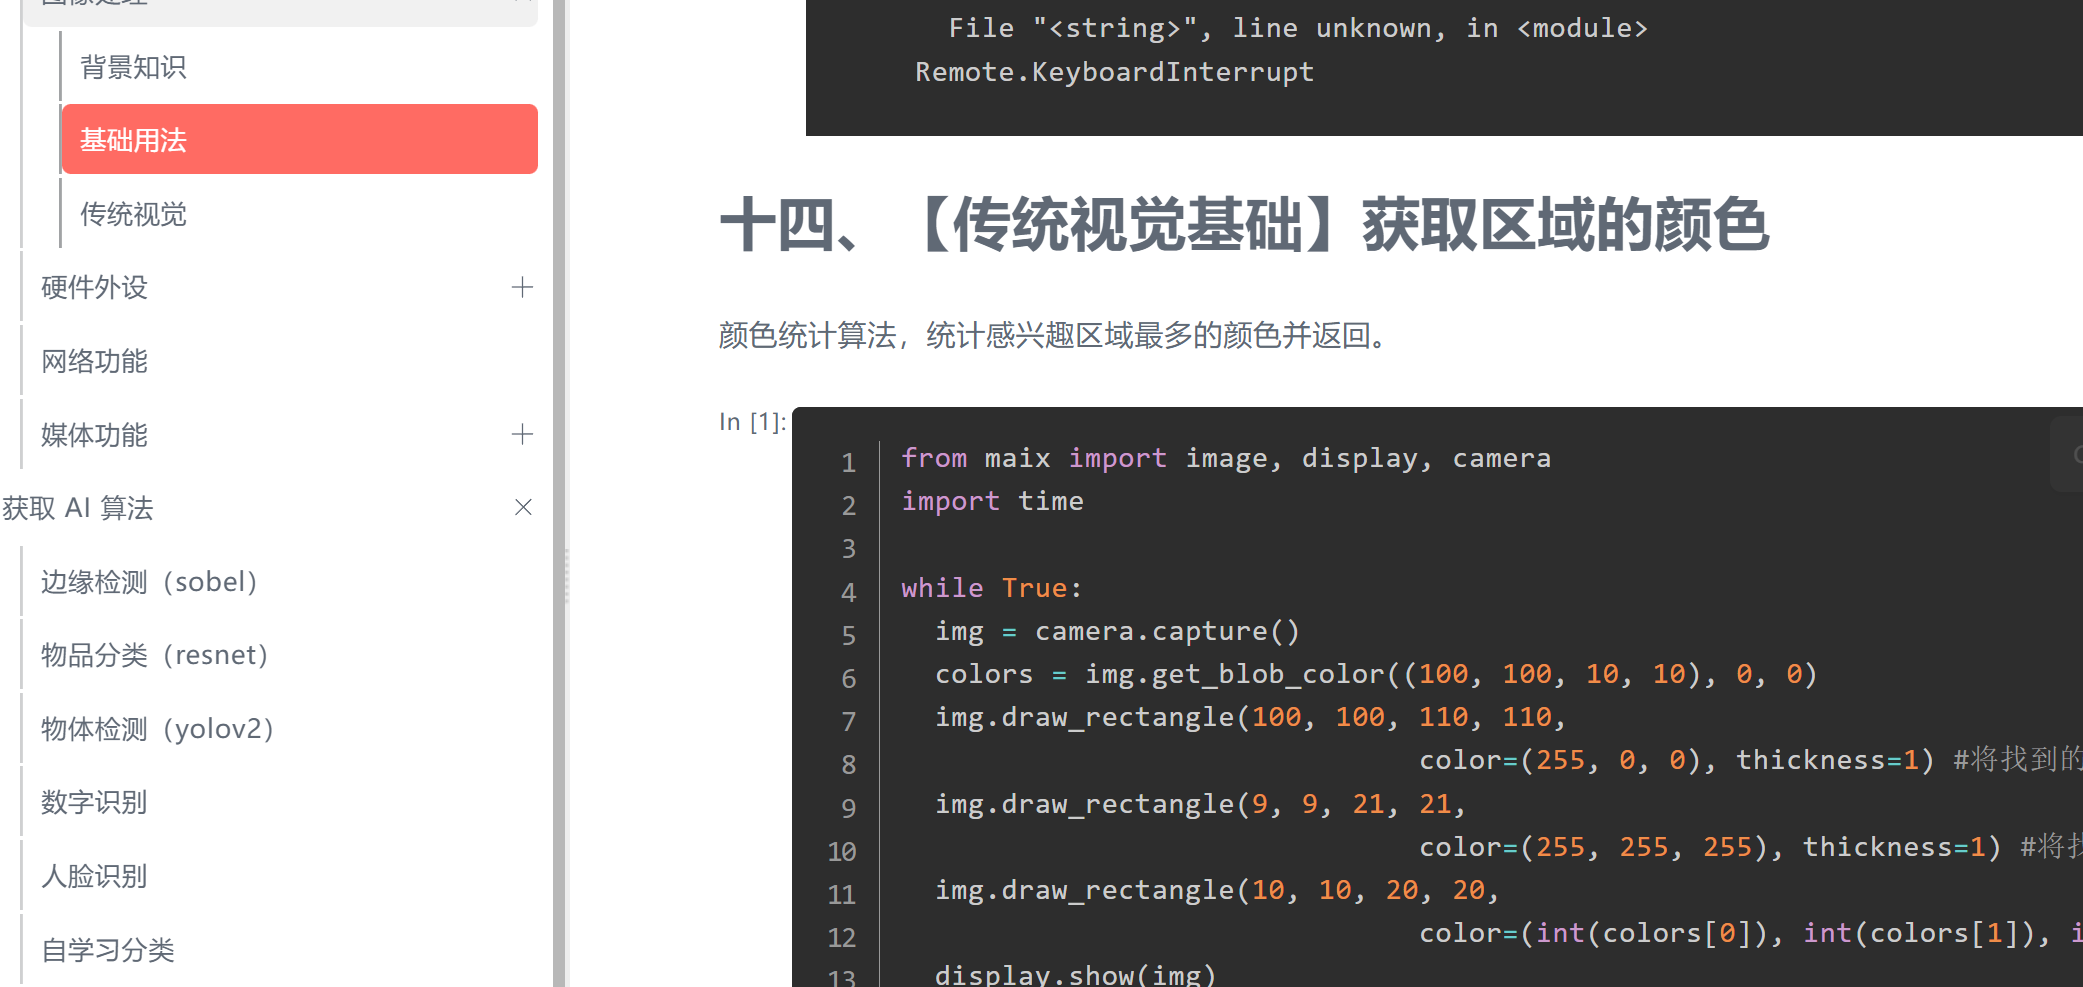 图像处理
背景知识
基础用法
传统视觉
硬件外设
网络功能
媒体功能
获取 AI 算法
边缘检测（sobel）
物品分类（resnet）
物体检测（yolov2）
数字识别
人脸识别
自学习分类
File "<string>", line unknown, in <module>
Remote.KeyboardInterrupt
十四、【传统视觉基础】获取区域的颜色
颜色统计算法，统计感兴趣区域最多的颜色并返回。
In [1]:
1 from maix import image, display, camera
2 import time
3
4 while True:
5   img = camera.capture()
6   colors = img.get_blob_color((100, 100, 10, 10), 0, 0)
7   img.draw_rectangle(100, 100, 110, 110,
8                                color=(255, 0, 0), thickness=1) #将找到的
9   img.draw_rectangle(9, 9, 21, 21,
10                                color=(255, 255, 255), thickness=1) #将找
11   img.draw_rectangle(10, 10, 20, 20,
12                                color=(int(colors[0]), int(colors[1]), i
13   display.show(img)